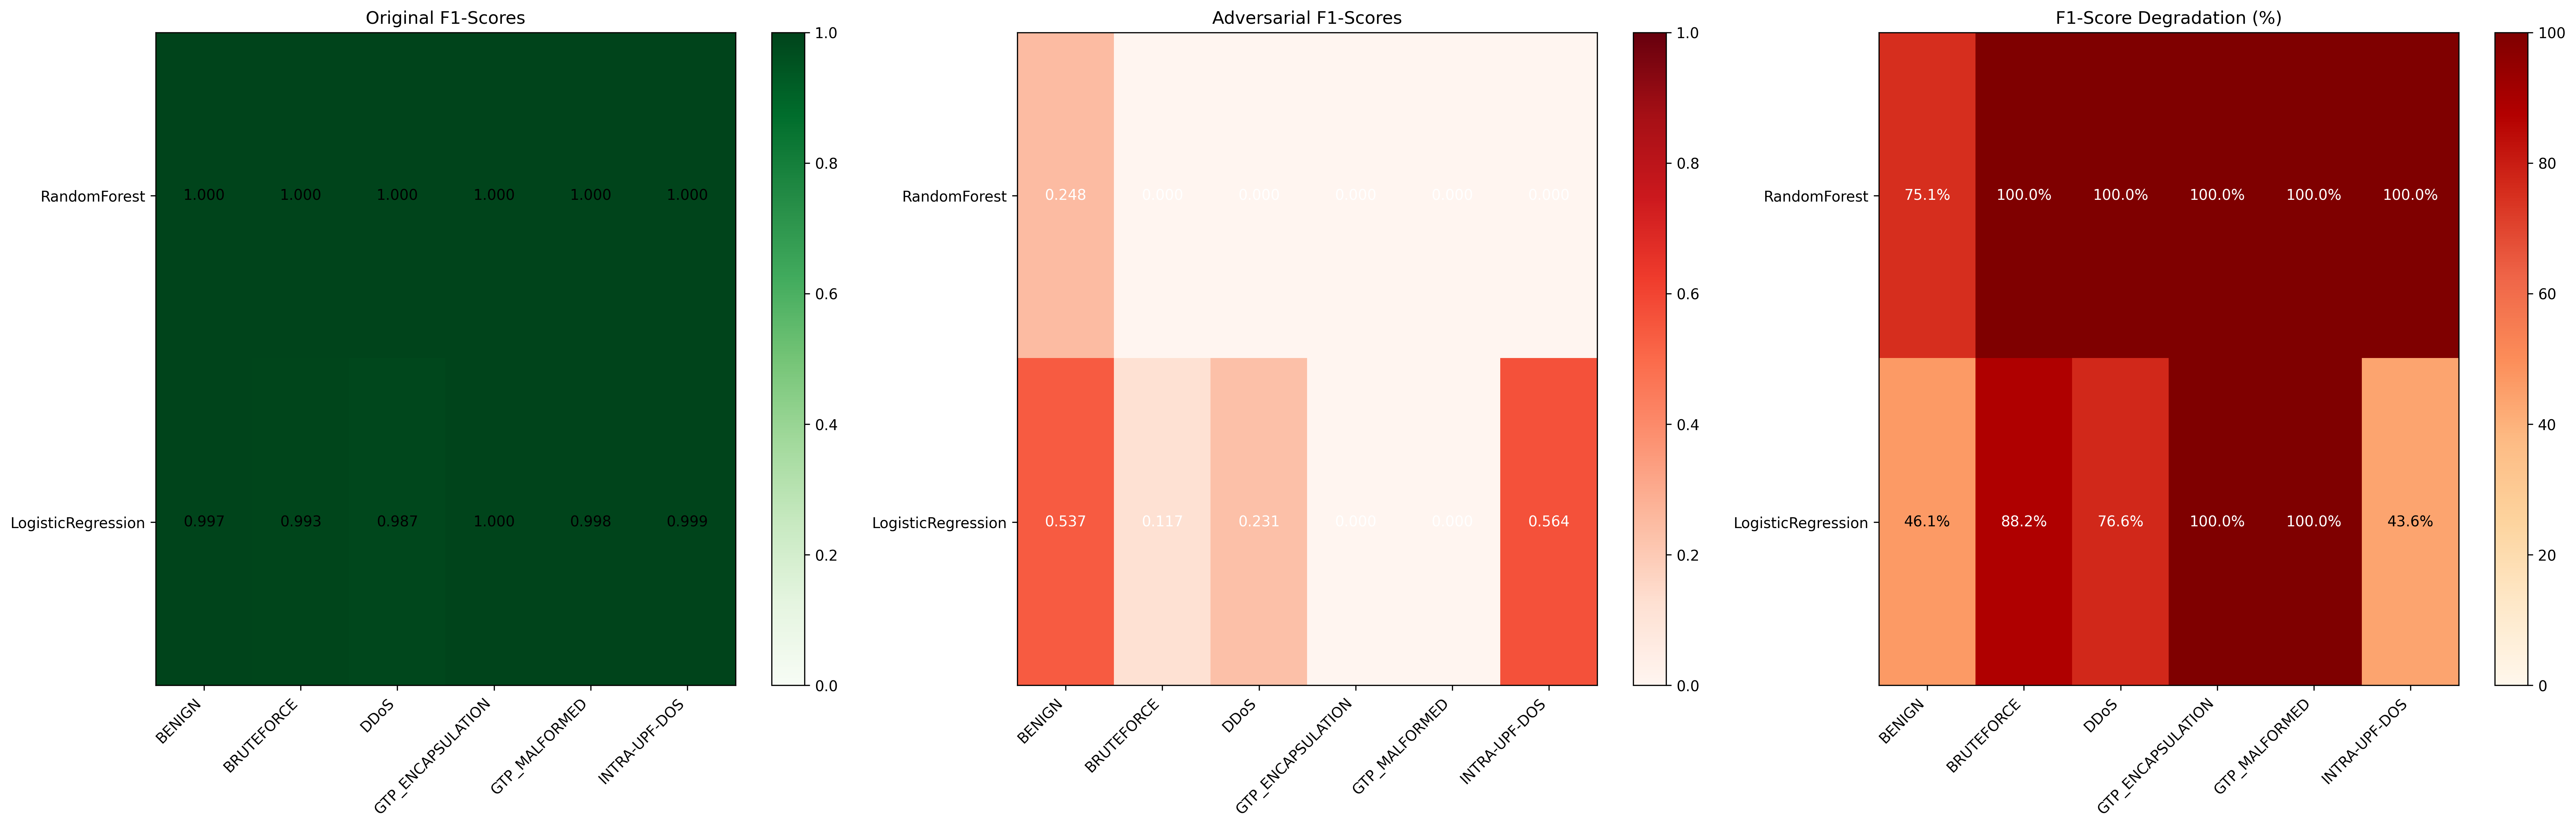 Original F1-Scores
RandomForest
LogisticRegression
1.000 1.000 1.000 1.000 1.000 1.000
0.997 0.993 0.987 1.000 0.998 0.999
BENIGN
BRUTEFORCE
DDoS
GTP_ENCAPSULATION
GTP_MALFORMED
INTRA-UPF-DOS
1.0
0.8
0.6
0.4
0.2
0.0
Adversarial F1-Scores
RandomForest
LogisticRegression
0.248 0.000 0.000 0.000 0.000 0.000
0.537 0.117 0.231 0.000 0.000 0.564
BENIGN
BRUTEFORCE
DDoS
GTP_ENCAPSULATION
GTP_MALFORMED
INTRA-UPF-DOS
1.0
0.8
0.6
0.4
0.2
0.0
F1-Score Degradation (%)
RandomForest
LogisticRegression
75.1% 100.0% 100.0% 100.0% 100.0% 100.0%
46.1% 88.2% 76.6% 100.0% 100.0% 43.6%
BENIGN
BRUTEFORCE
DDoS
GTP_ENCAPSULATION
GTP_MALFORMED
INTRA-UPF-DOS
100
80
60
40
20
0